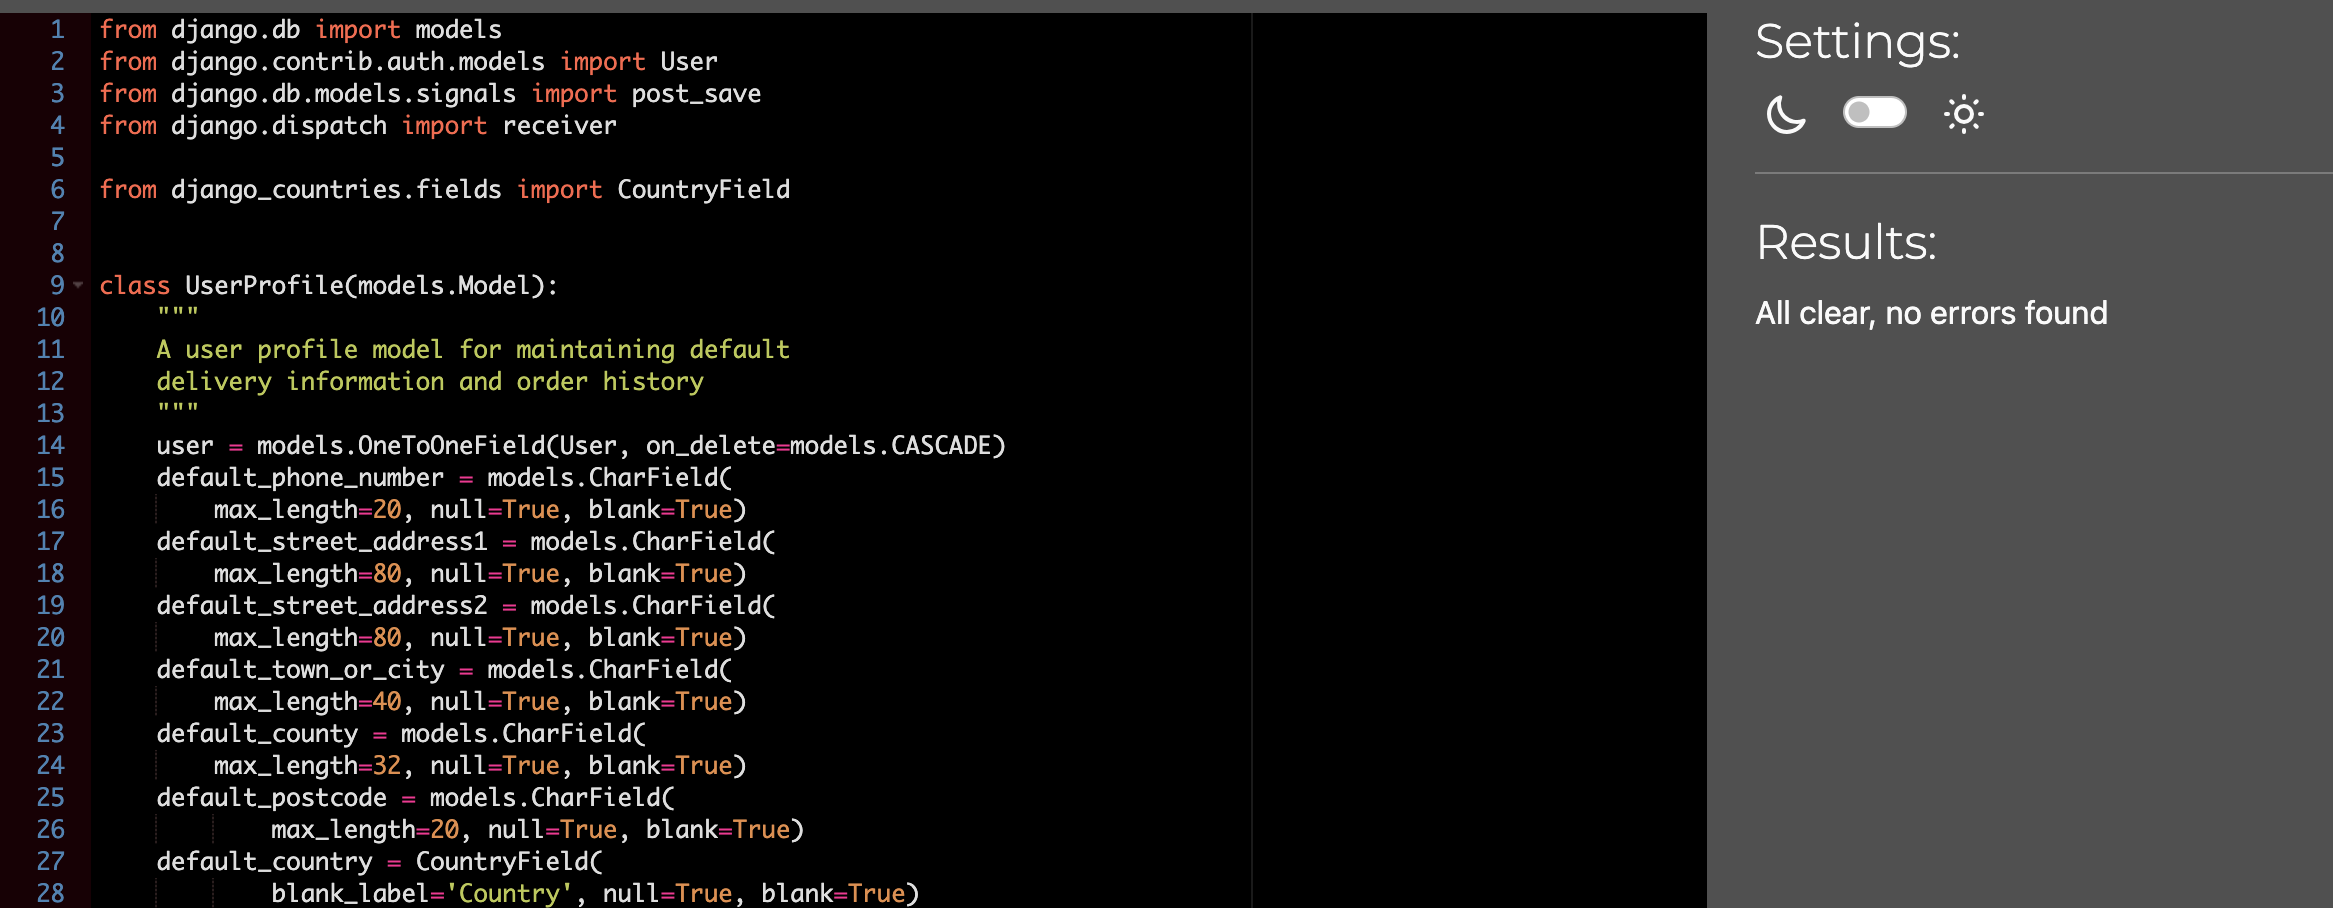 1 from django.db import models
2 from django.contrib.auth.models import User
3 from django.db.models.signals import post_save
4 from django.dispatch import receiver
5
6 from django_countries.fields import CountryField
7
8
9 class UserProfile(models.Model):
10     """
11     A user profile model for maintaining default
12     delivery information and order history
13     """
14     user = models.OneToOneField(User, on_delete=models.CASCADE)
15     default_phone_number = models.CharField(
16         max_length=20, null=True, blank=True)
17     default_street_address1 = models.CharField(
18         max_length=80, null=True, blank=True)
19     default_street_address2 = models.CharField(
20         max_length=80, null=True, blank=True)
21     default_town_or_city = models.CharField(
22         max_length=40, null=True, blank=True)
23     default_county = models.CharField(
24         max_length=32, null=True, blank=True)
25     default_postcode = models.CharField(
26             max_length=20, null=True, blank=True)
27     default_country = CountryField(
28             blank_label='Country', null=True, blank=True)
Settings:
Results:
All clear, no errors found